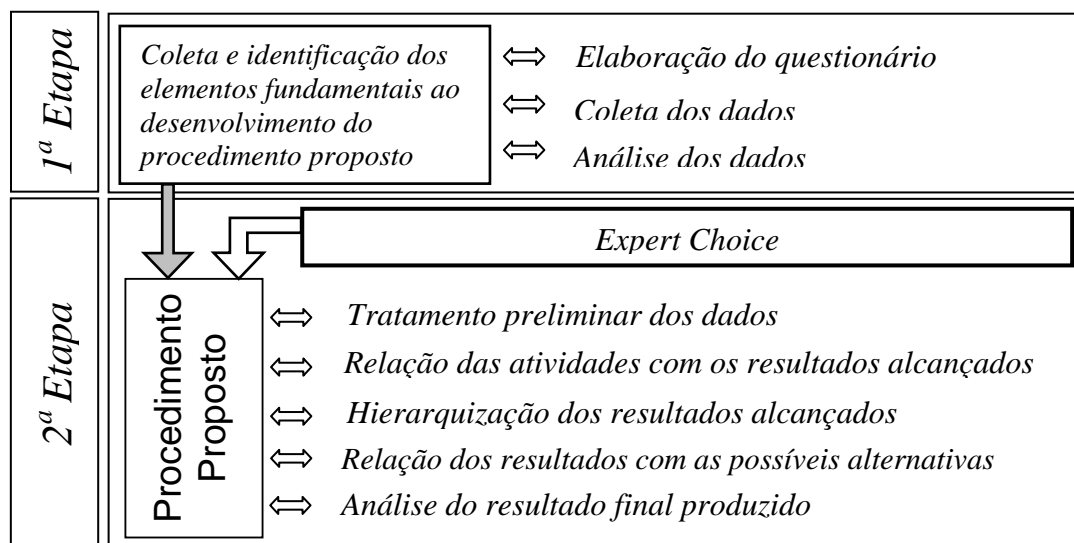 1ª Etapa
Coleta e identificação dos
elementos fundamentais ao
desenvolvimento do
procedimento proposto
Elaboração do questionário
Coleta dos dados
Análise dos dados
2ª Etapa
Expert Choice
Procedimento
Proposto
Tratamento preliminar dos dados
Relação das atividades com os resultados alcançados
Hierarquização dos resultados alcançados
Relação dos resultados com as possíveis alternativas
Análise do resultado final produzido